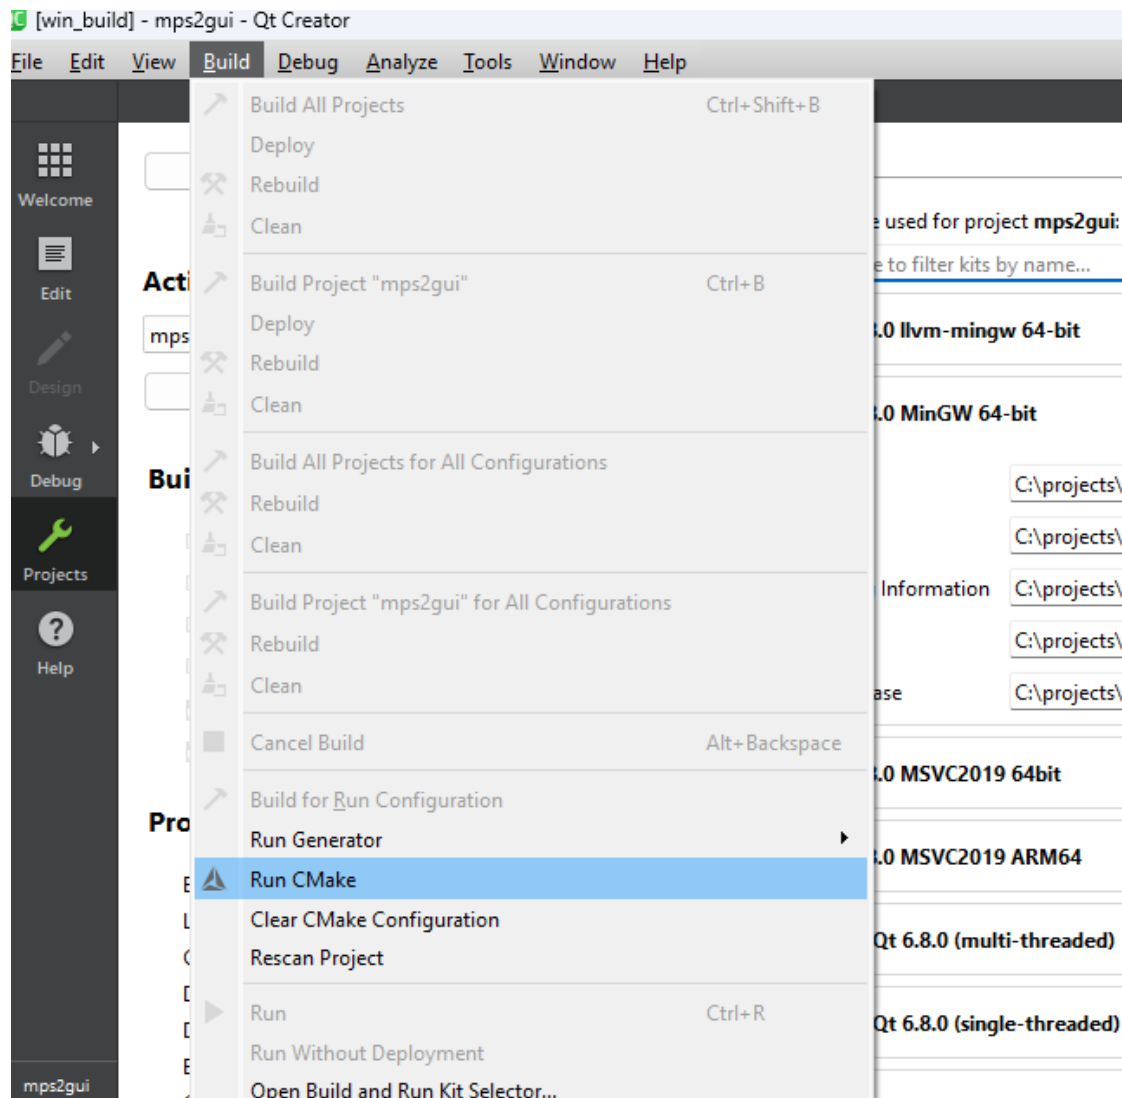 [win_build] - mps2gui - Qt Creator
File Edit View Build Debug Analyze Tools Window Help
Welcome
Edit
Design
Debug
Projects
Help
mps2gui
Acti
mps
Bui
Pro
Build All Projects Ctrl+Shift+B
Deploy
Rebuild
Clean
Build Project "mps2gui" Ctrl+B
Deploy
Rebuild
Clean
Build All Projects for All Configurations
Rebuild
Clean
Build Project "mps2gui" for All Configurations
Rebuild
Clean
Cancel Build Alt+Backspace
Build for Run Configuration
Run Generator
Run CMake
Clear CMake Configuration
Rescan Project
Run Ctrl+R
Run Without Deployment
Open Build and Run Kit Selector...
e used for project mps2gui:
e to filter kits by name...
.0 llvm-mingw 64-bit
.0 MinGW 64-bit
C:\projects\
C:\projects\
Information C:\projects\
C:\projects\
ase C:\projects\
.0 MSVC2019 64bit
.0 MSVC2019 ARM64
Qt 6.8.0 (multi-threaded)
Qt 6.8.0 (single-threaded)